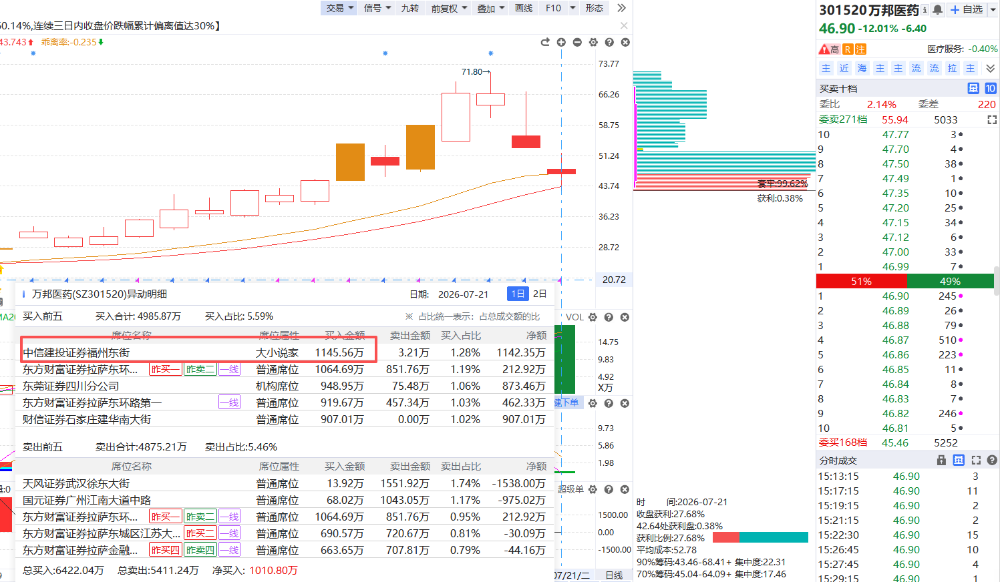 交易 信号 九转 前复权 叠加 画线 F10 形态
60.14%,连续三日内收盘价跌幅累计偏离值达30%】
43.743 乖离率:-0.235
71.80→
73.77
66.26
58.75
51.24
43.74
36.23
28.72
20.72
万邦医药(SZ301520)异动明细 日期: 2026-07-21 1日 2日
买入前五 买入合计: 4985.87万 买入占比: 5.59% ※ 占比统一表示：占总成交额的比
席位名称 席位属性 买入金额 卖出金额 买入占比 净额
中信建投证券福州东街 大小说家 1145.56万 3.21万 1.28% 1142.35万
东方财富证券拉萨东环... 昨买一 昨卖二 一线 普通席位 1064.69万 851.76万 1.19% 212.92万
东莞证券四川分公司 机构席位 948.95万 75.48万 1.06% 873.46万
东方财富证券拉萨东环路第一 一线 普通席位 919.67万 457.34万 1.03% 462.33万
财信证券石家庄建华南大街 普通席位 907.01万 0.00万 1.02% 907.01万
卖出前五 卖出合计:4875.21万 卖出占比:5.46%
席位名称 席位属性 买入金额 卖出金额 卖出占比 净额
天风证券武汉徐东大街 普通席位 13.92万 1551.92万 1.74% -1538.00万
国元证券广州江南大道中路 普通席位 68.02万 1043.05万 1.17% -975.02万
东方财富证券拉萨东环... 昨买一 昨卖二 一线 普通席位 1064.69万 851.76万 0.95% 212.92万
东方财富证券拉萨东城区江苏大... 昨买二 一线 普通席位 690.57万 720.67万 0.81% -30.09万
东方财富证券拉萨金融... 昨买四 昨卖四 一线 普通席位 663.65万 707.81万 0.79% -44.16万
总买入:6422.04万 总卖出:5411.24万 净买入: 1010.80万
VOL
14.75
9.83
4.92
X万
键下单
9.73
5.86
1.98
超级单
1500.00
0.00
-1500.00
07/21/二 日线
套牢:99.62%
获利:0.38%
时 间:2026-07-21
收盘获利:27.68%
42.64处获利盘:0.38%
获利比例:27.68%
平均成本:52.78
90%筹码:43.46-68.41+ 集中度:22.31
70%筹码:45.04-64.09+ 集中度:17.46
301520 万邦医药 自选
46.90 -12.01% -6.40
高 R 注 医疗服务: -0.40%
主 近 海 主 主 流 流 拉 主
买卖十档 量 10
委比 2.14% 委差 220
委卖271档 55.94 5033
10 47.77 3
9 47.70 4
8 47.50 38
7 47.49 1
6 47.35 10
5 47.20 25
4 47.15 34
3 47.12 6
2 47.00 33
1 46.99 7
51% 49%
1 46.90 245
2 46.89 26
3 46.88 79
4 46.87 510
5 46.86 223
6 46.85 11
7 46.84 8
8 46.83 7
9 46.82 246
10 46.81 5
委买168档 45.46 5252
分时成交 量
15:13:15 46.90 3
15:17:15 46.90 11
15:19:15 46.90 2
15:21:15 46.90 2
15:22:30 46.90 15
15:26:45 46.90 10
15:27:45 46.90 4
15:29:15 46.90 1